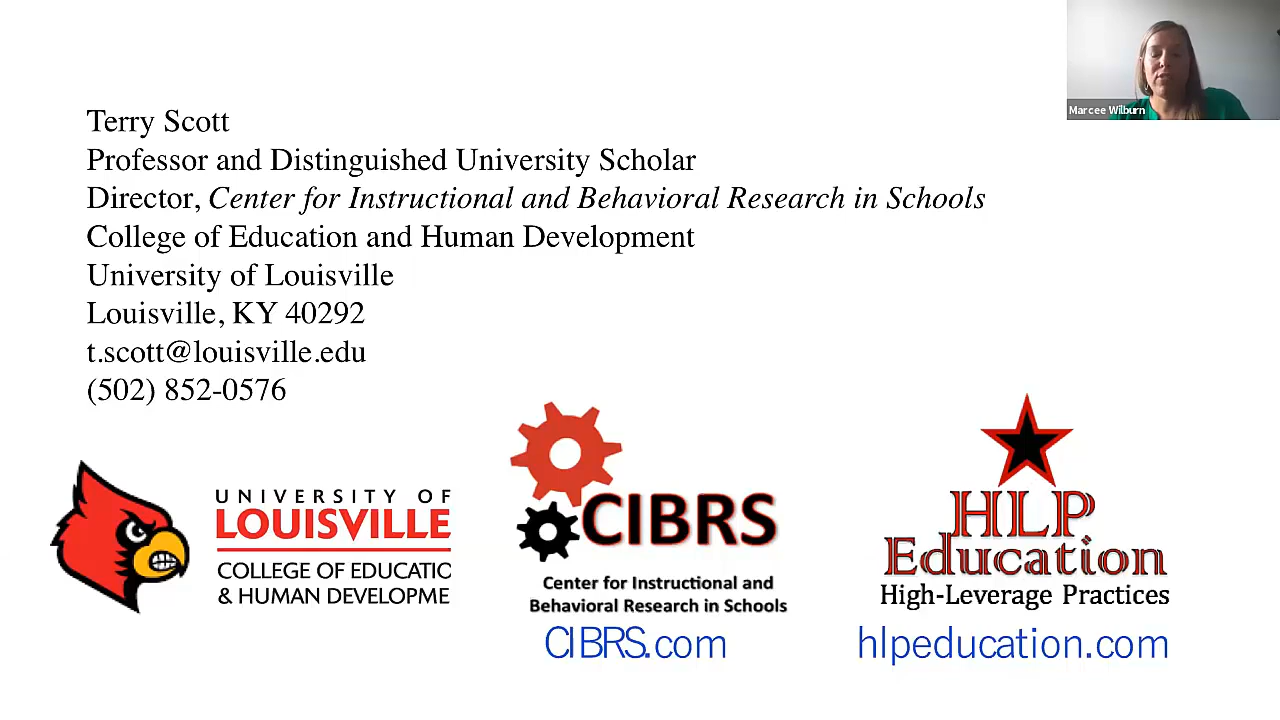 Marcee Wilburn
Terry Scott
Professor and Distinguished University Scholar
Director, Center for Instructional and Behavioral Research in Schools
College of Education and Human Development
University of Louisville
Louisville, KY 40292
t.scott@louisville.edu
(502) 852-0576
UNIVERSITY OF
LOUISVILLE
COLLEGE OF EDUCATIO
& HUMAN DEVELOPME
CIBRS
Center for Instructional and
Behavioral Research in Schools
CIBRS.com
HLP
Education
High-Leverage Practices
hlpeducation.com